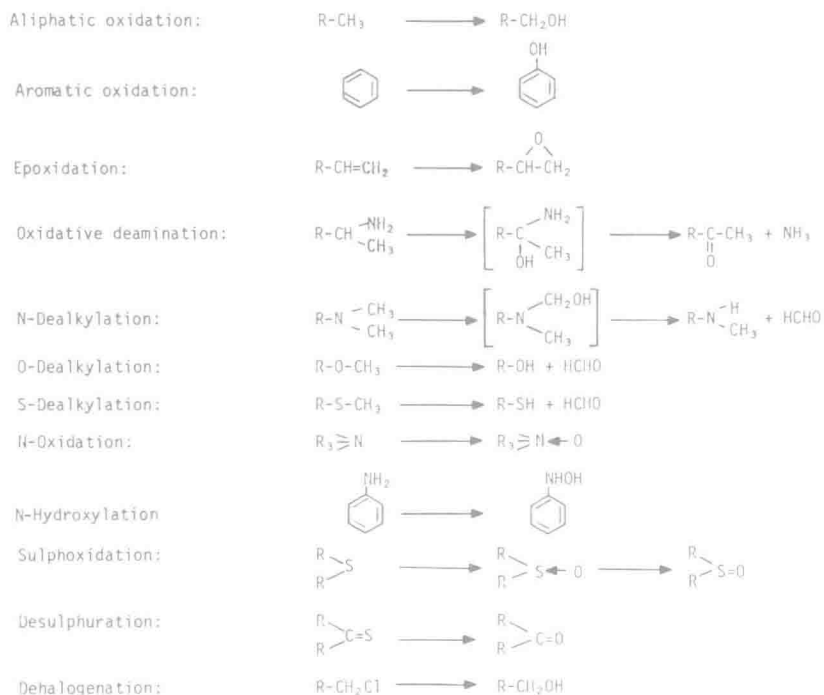 Aliphatic oxidation: R-CH₃ R-CH₂OH
OH
Aromatic oxidation:
O
Epoxidation: R-CH=CH₂ R-CH-CH₂
Oxidative deamination: R-CH NH₂ CH₃ R-C NH₂ OH CH₃ R-C-CH₃ + NH₃
O
N-Dealkylation: R-N CH₃ CH₃ R-N CH₂OH CH₃ R-N H CH₃ + HCHO
O-Dealkylation: R-O-CH₃ R-OH + HCHO
S-Dealkylation: R-S-CH₃ R-SH + HCHO
N-Oxidation: R₃≥N R₃≥N O
NH₂ NHOH
N-Hydroxylation
Sulphoxidation: R R S R R S O R R S=O
Desulphuration: R R C=S R R C=O
Dehalogenation: R-CH₂Cl R-CH₂OH